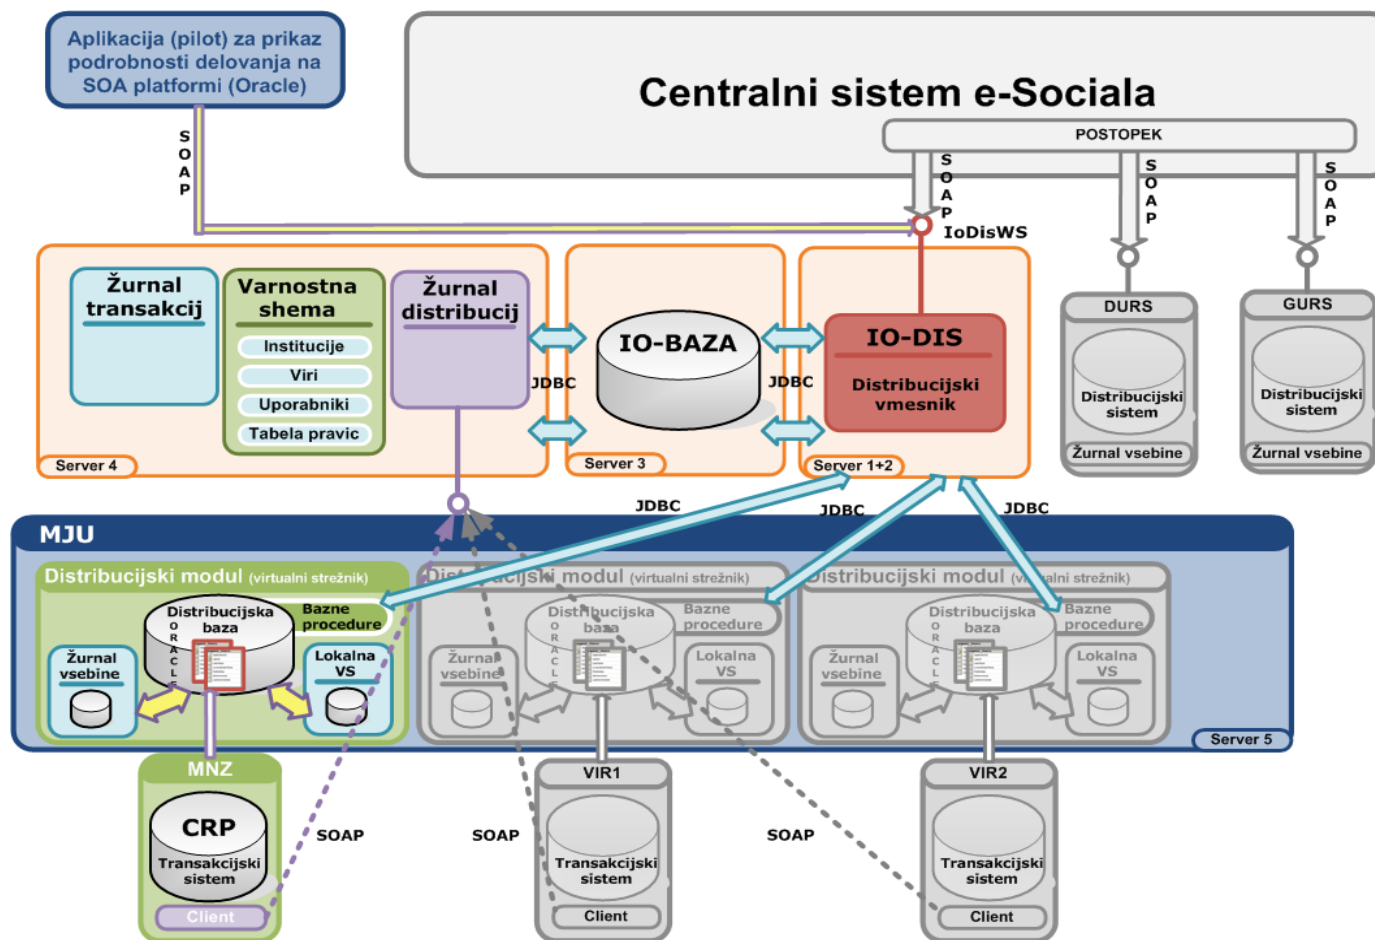 Aplikacija (pilot) za prikaz
podrobnosti delovanja na
SOA platformi (Oracle)
Centralni sistem e-Sociala
POSTOPEK
SOAP
SOAP
SOAP
SOAP
IoDisWS
Žurnal
transakcij
Varnostna
shema
Institucije
Viri
Uporabniki
Tabela pravic
Žurnal
distribucij
Server 4
JDBC
IO-BAZA
Server 3
JDBC
IO-DIS
Distribucijski
vmesnik
Server 1+2
DURS
Distribucijski
sistem
Žurnal vsebine
GURS
Distribucijski
sistem
Žurnal vsebine
JDBC
JDBC
JDBC
MJU
Distribucijski modul (virtualni strežnik)
Distribucijska
baza
ORACLE
Bazne
procedure
Žurnal
vsebine
Lokalna
VS
Distribucijski modul (virtualni strežnik)
Distribucijska
baza
ORACLE
Bazne
procedure
Žurnal
vsebine
Lokalna
VS
Distribucijski modul (virtualni strežnik)
Distribucijska
baza
ORACLE
Bazne
procedure
Žurnal
vsebine
Lokalna
VS
Server 5
MNZ
CRP
Transakcijski
sistem
Client
SOAP
VIR1
Transakcijski
sistem
Client
SOAP
VIR2
Transakcijski
sistem
Client
SOAP